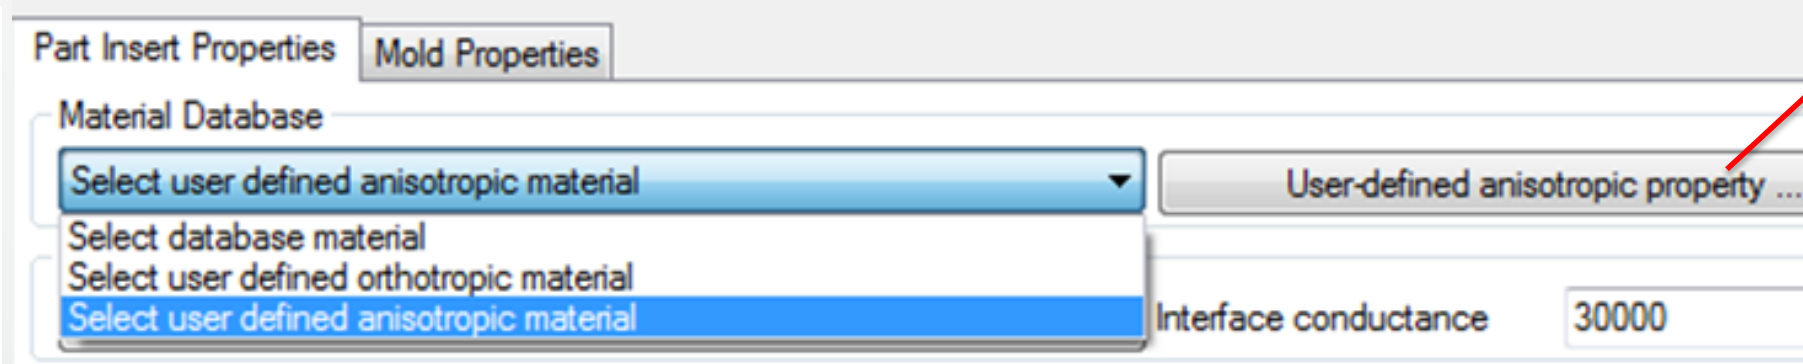 Part Insert Properties
Mold Properties
Material Database
Select user defined anisotropic material
User-defined anisotropic property ...
Select database material
Select user defined orthotropic material
Select user defined anisotropic material
Interface conductance
30000